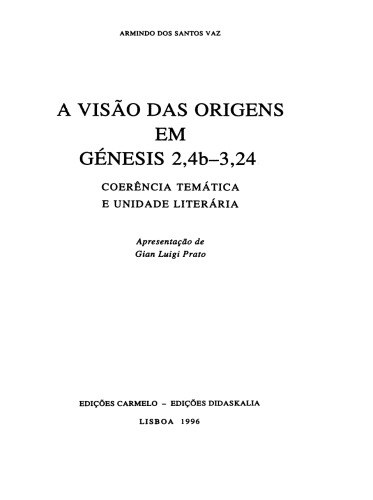 ARMINDO DOS SANTOS VAZ
A VISÃO DAS ORIGENS
EM
GÉNESIS 2,4b–3,24
COERÊNCIA TEMÁTICA
E UNIDADE LITERÁRIA
Apresentação de
Gian Luigi Prato
EDIÇÕES CARMELO – EDIÇÕES DIDASKALIA
LISBOA 1996